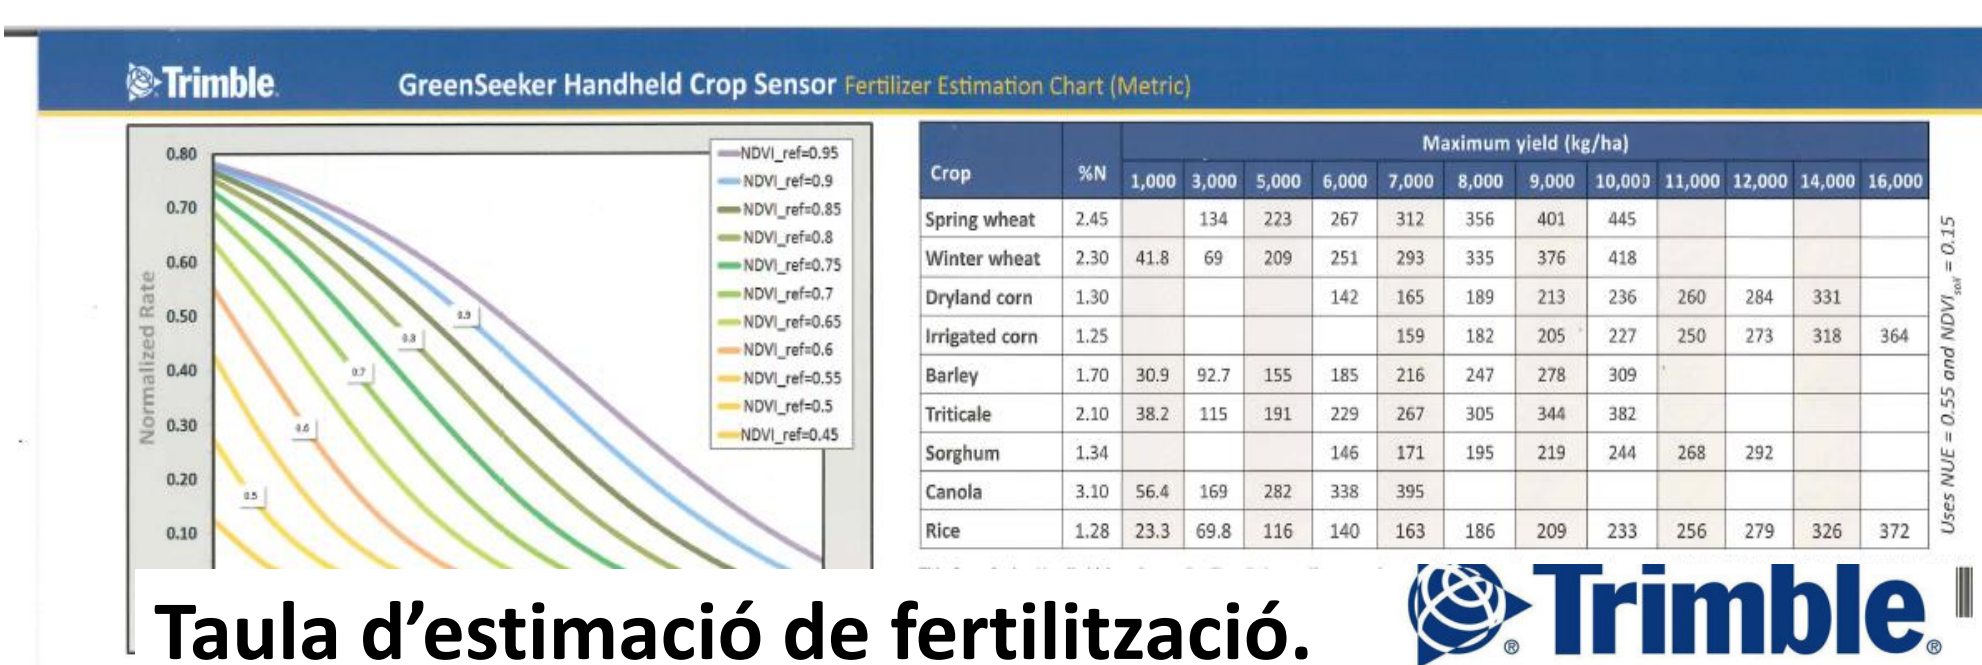 Trimble. GreenSeeker Handheld Crop Sensor Fertilizer Estimation Chart (Metric)
0.80
0.70
0.60
0.50
0.40
0.30
0.20
0.10
Normalized Rate
0.9
0.8
0.7
0.6
0.5
NDVI_ref=0.95
NDVI_ref=0.9
NDVI_ref=0.85
NDVI_ref=0.8
NDVI_ref=0.75
NDVI_ref=0.7
NDVI_ref=0.65
NDVI_ref=0.6
NDVI_ref=0.55
NDVI_ref=0.5
NDVI_ref=0.45
Maximum yield (kg/ha)
Crop %N 1,000 3,000 5,000 6,000 7,000 8,000 9,000 10,000 11,000 12,000 14,000 16,000
Spring wheat 2.45 134 223 267 312 356 401 445
Winter wheat 2.30 41.8 69 209 251 293 335 376 418
Dryland corn 1.30 142 165 189 213 236 260 284 331
Irrigated corn 1.25 159 182 205 227 250 273 318 364
Barley 1.70 30.9 92.7 155 185 216 247 278 309
Triticale 2.10 38.2 115 191 229 267 305 344 382
Sorghum 1.34 146 171 195 219 244 268 292
Canola 3.10 56.4 169 282 338 395
Rice 1.28 23.3 69.8 116 140 163 186 209 233 256 279 326 372
Uses NUE = 0.55 and NDVIsoil = 0.15
Taula d’estimació de fertilització.
Trimble®